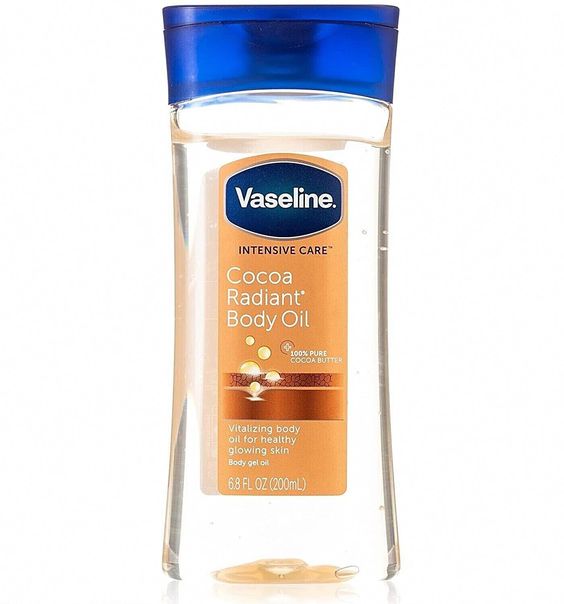 Vaseline.
INTENSIVE CARE™
Cocoa
Radiant®
Body Oil
100% PURE
COCOA BUTTER
Vitalizing body
oil for healthy
glowing skin
Body gel oil
6.8 FL OZ (200mL)